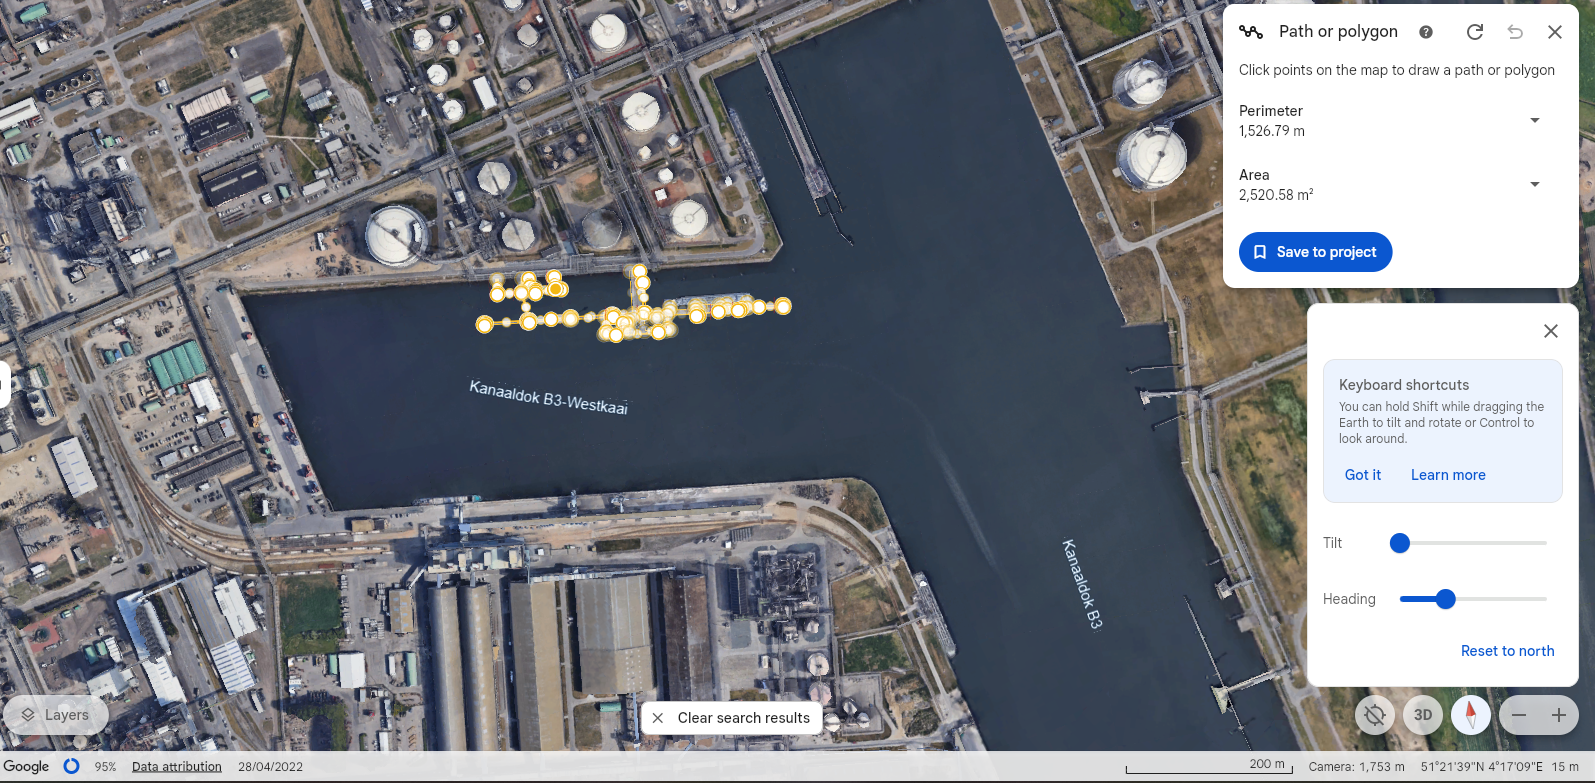 Path or polygon
Click points on the map to draw a path or polygon
Perimeter
1,526.79 m
Area
2,520.58 m²
Save to project
Kanaaldok B3-Westkaai
Kanaaldok B3
Keyboard shortcuts
You can hold Shift while dragging the
Earth to tilt and rotate or Control to
look around.
Got it Learn more
Tilt
Heading
Reset to north
Layers
Clear search results
3D
Google 95% Data attribution 28/04/2022 200 m Camera: 1,753 m 51°21'39"N 4°17'09"E 15 m